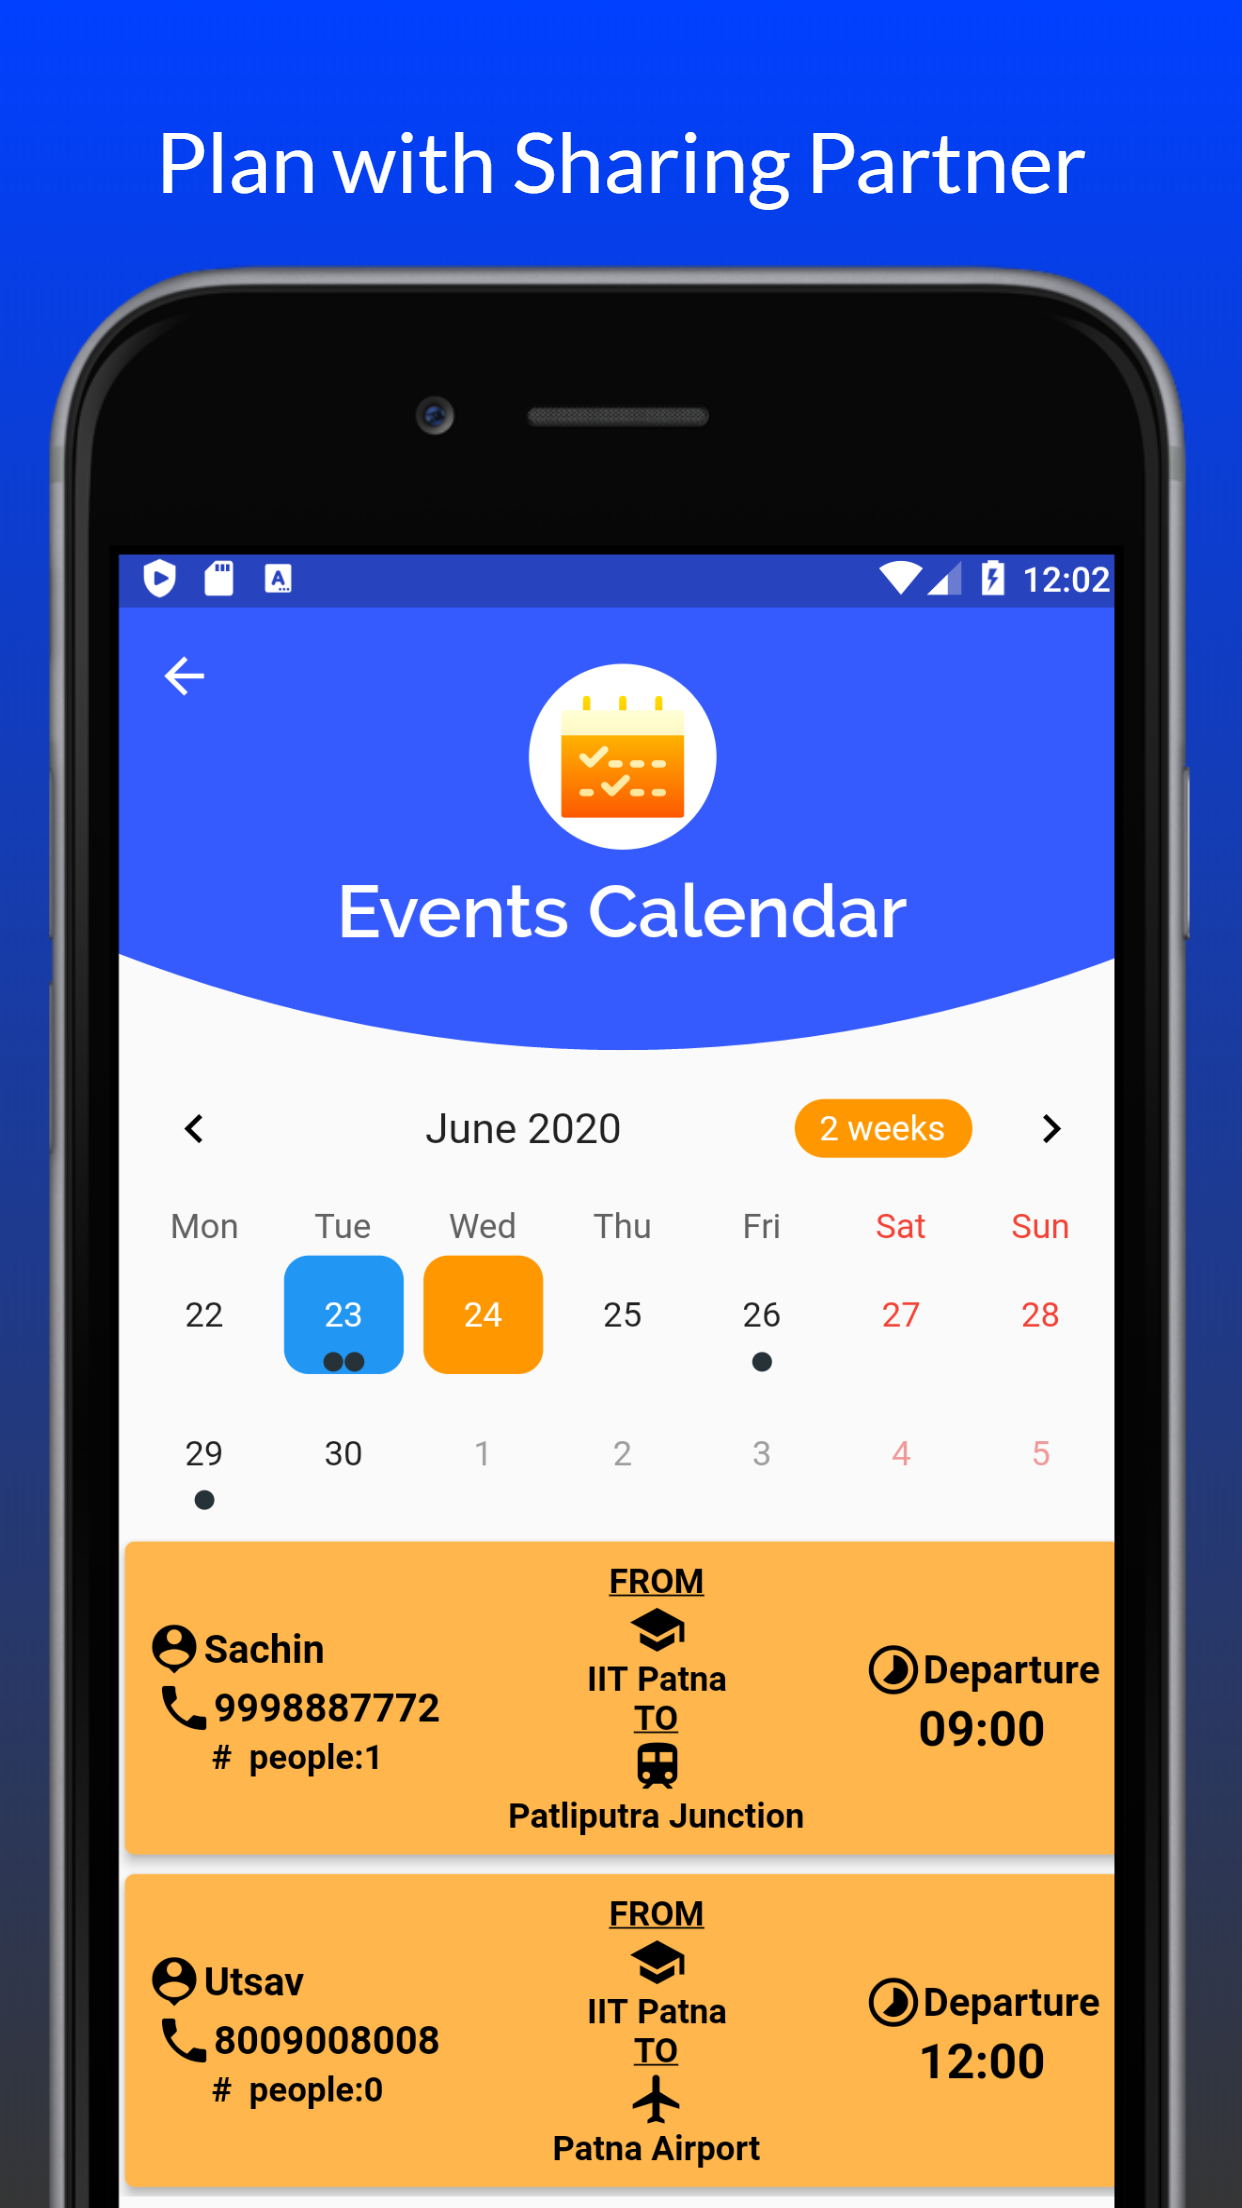 Plan with Sharing Partner
A
12:02
Events Calendar
June 2020
2 weeks
Mon Tue Wed Thu Fri Sat Sun
22 23 24 25 26 27 28
29 30 1 2 3 4 5
FROM
Sachin
9998887772
# people:1
IIT Patna
TO
Patliputra Junction
Departure
09:00
FROM
Utsav
8009008008
# people:0
IIT Patna
TO
Patna Airport
Departure
12:00